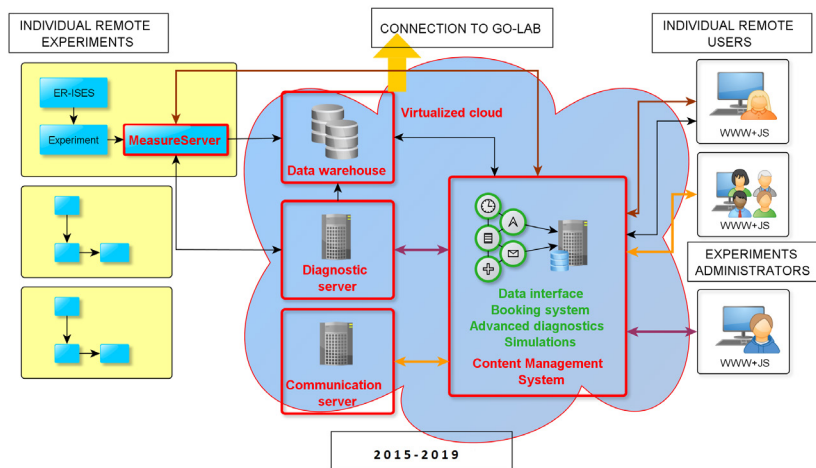 INDIVIDUAL REMOTE
EXPERIMENTS
CONNECTION TO GO-LAB
INDIVIDUAL REMOTE
USERS
ER-ISES
Experiment
MeasureServer
Virtualized cloud
Data warehouse
WWW+JS
WWW+JS
Diagnostic
server
Data interface
Booking system
Advanced diagnostics
Simulations
Content Management
System
EXPERIMENTS
ADMINISTRATORS
WWW+JS
Communication
server
2015-2019